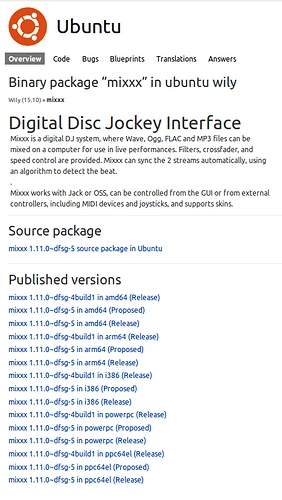 Ubuntu
Overview Code Bugs Blueprints Translations Answers
Binary package “mixxx” in ubuntu wily
Wily (15.10) » mixxx
Digital Disc Jockey Interface
Mixxx is a digital DJ system, where Wave, Ogg, FLAC and MP3 files can be
mixed on a computer for use in live performances. Filters, crossfader, and
speed control are provided. Mixxx can sync the 2 streams automatically, using
an algorithm to detect the beat.
.
Mixxx works with Jack or OSS, can be controlled from the GUI or from external
controllers, including MIDI devices and joysticks, and supports skins.
Source package
mixxx 1.11.0~dfsg-5 source package in Ubuntu
Published versions
mixxx 1.11.0~dfsg-4build1 in amd64 (Release)
mixxx 1.11.0~dfsg-5 in amd64 (Proposed)
mixxx 1.11.0~dfsg-5 in amd64 (Release)
mixxx 1.11.0~dfsg-4build1 in arm64 (Release)
mixxx 1.11.0~dfsg-5 in arm64 (Proposed)
mixxx 1.11.0~dfsg-5 in arm64 (Release)
mixxx 1.11.0~dfsg-4build1 in i386 (Release)
mixxx 1.11.0~dfsg-5 in i386 (Proposed)
mixxx 1.11.0~dfsg-5 in i386 (Release)
mixxx 1.11.0~dfsg-4build1 in powerpc (Release)
mixxx 1.11.0~dfsg-5 in powerpc (Proposed)
mixxx 1.11.0~dfsg-5 in powerpc (Release)
mixxx 1.11.0~dfsg-4build1 in ppc64el (Release)
mixxx 1.11.0~dfsg-5 in ppc64el (Proposed)
mixxx 1.11.0~dfsg-5 in ppc64el (Release)